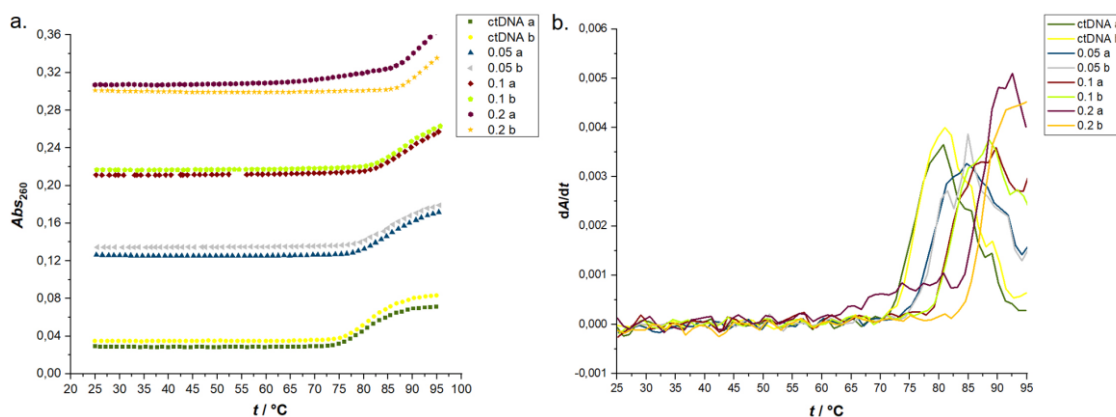 a.
0,36
0,32
0,28
0,24
0,20
0,16
0,12
0,08
0,04
0,00
Abs260
20 25 30 35 40 45 50 55 60 65 70 75 80 85 90 95 100
t / °C
ctDNA a
ctDNA b
0.05 a
0.05 b
0.1 a
0.1 b
0.2 a
0.2 b
b.
0,006
0,005
0,004
0,003
0,002
0,001
0,000
-0,001
dA/dt
25 30 35 40 45 50 55 60 65 70 75 80 85 90 95
t / °C
ctDNA a
ctDNA b
0.05 a
0.05 b
0.1 a
0.1 b
0.2 a
0.2 b